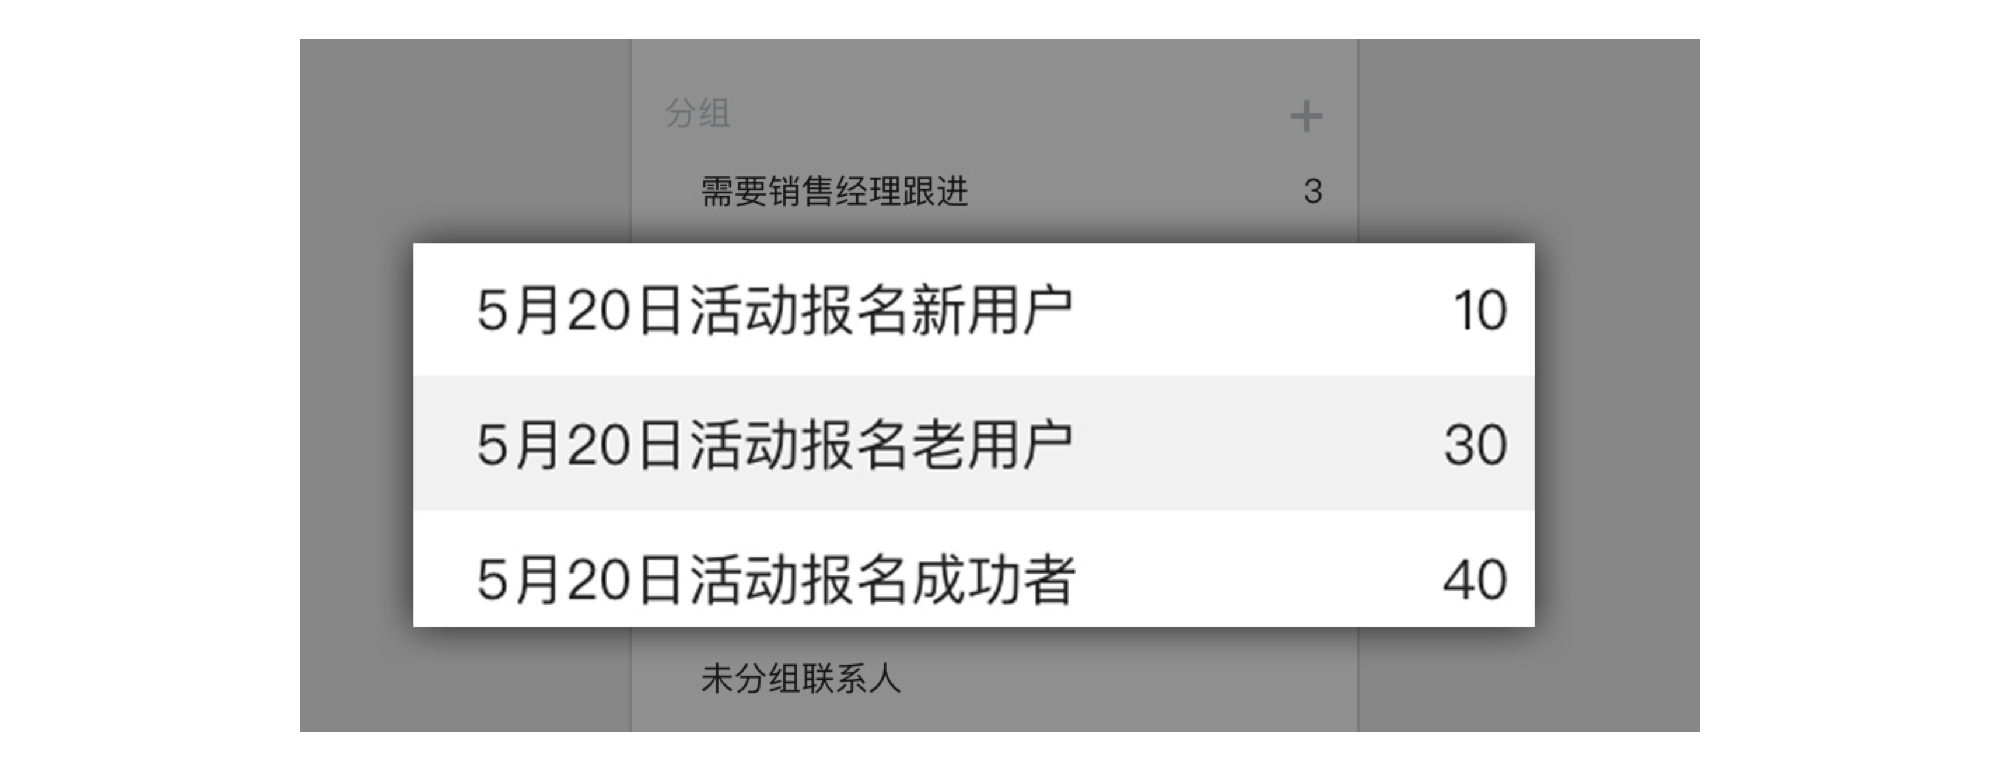 分组 +
需要销售经理跟进 3
5月20日活动报名新用户 10
5月20日活动报名老用户 30
5月20日活动报名成功者 40
未分组联系人